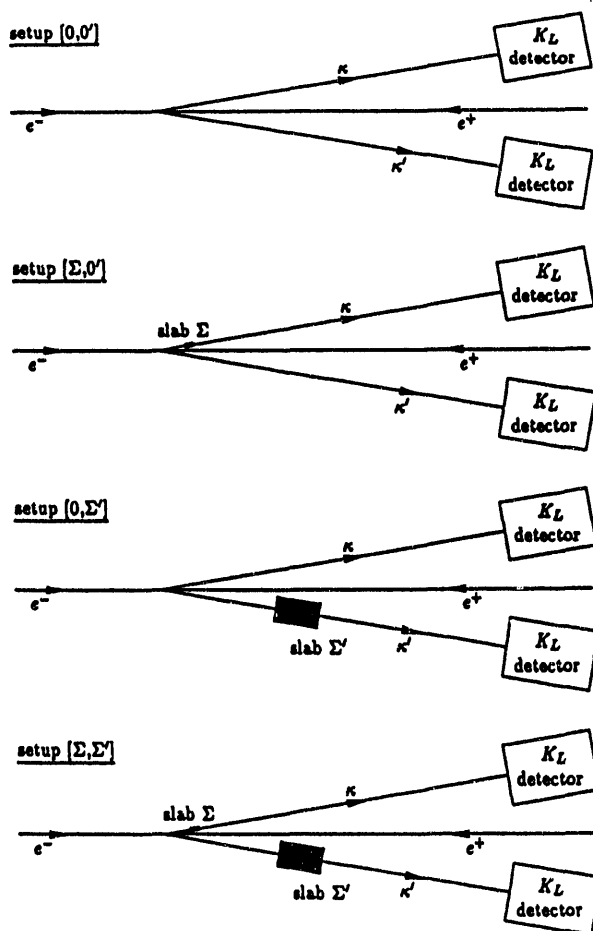 setup [0,0′]
K_L
detector
κ
e⁻
e⁺
κ′
K_L
detector
setup [Σ,0′]
K_L
detector
slab Σ
κ
e⁻
e⁺
κ′
K_L
detector
setup [0,Σ′]
K_L
detector
κ
e⁻
e⁺
slab Σ′
κ′
K_L
detector
setup [Σ,Σ′]
K_L
detector
slab Σ
κ
e⁻
e⁺
slab Σ′
κ′
K_L
detector